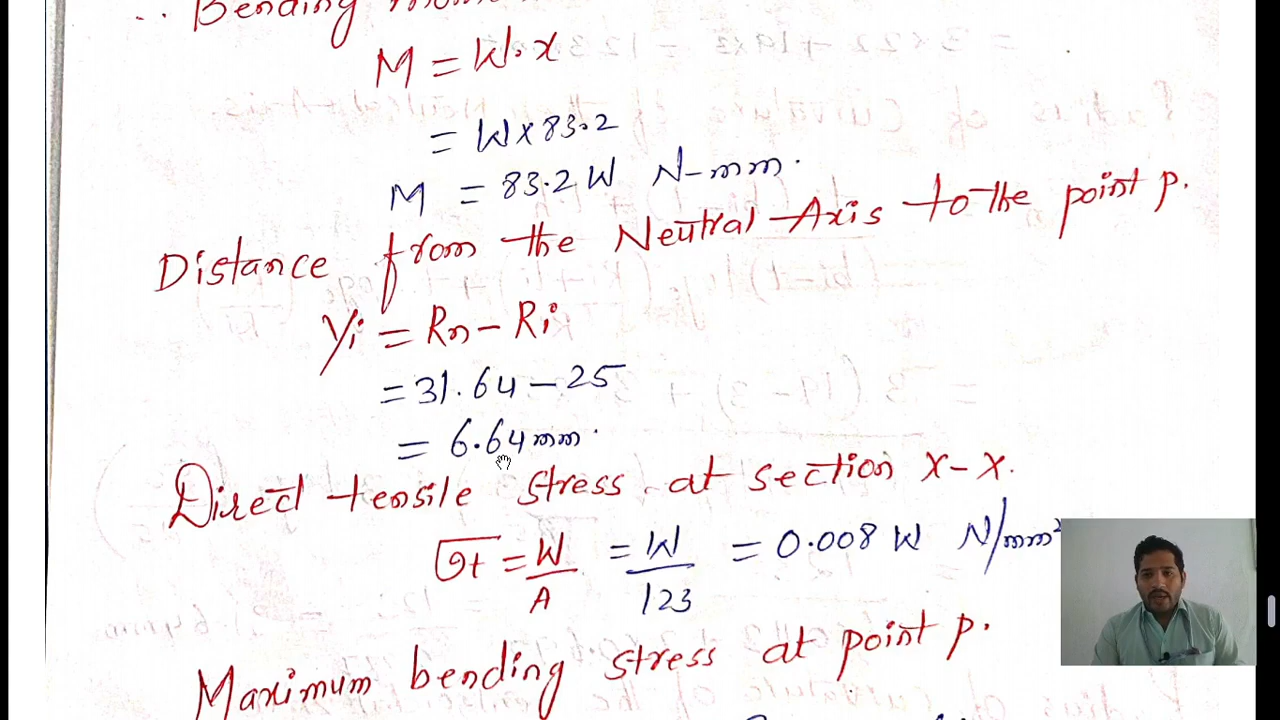 ∴ Bending
M = W·x
= W×83.2
M = 83.2 W N-mm.
Distance from the Neutral Axis to the point p.
yi = Rn - Ri
= 31.64 - 25
= 6.64 mm.
Direct tensile stress at section X-X.
σt = W/A = W/123 = 0.008 W N/mm²
Maximum bending stress at point p.